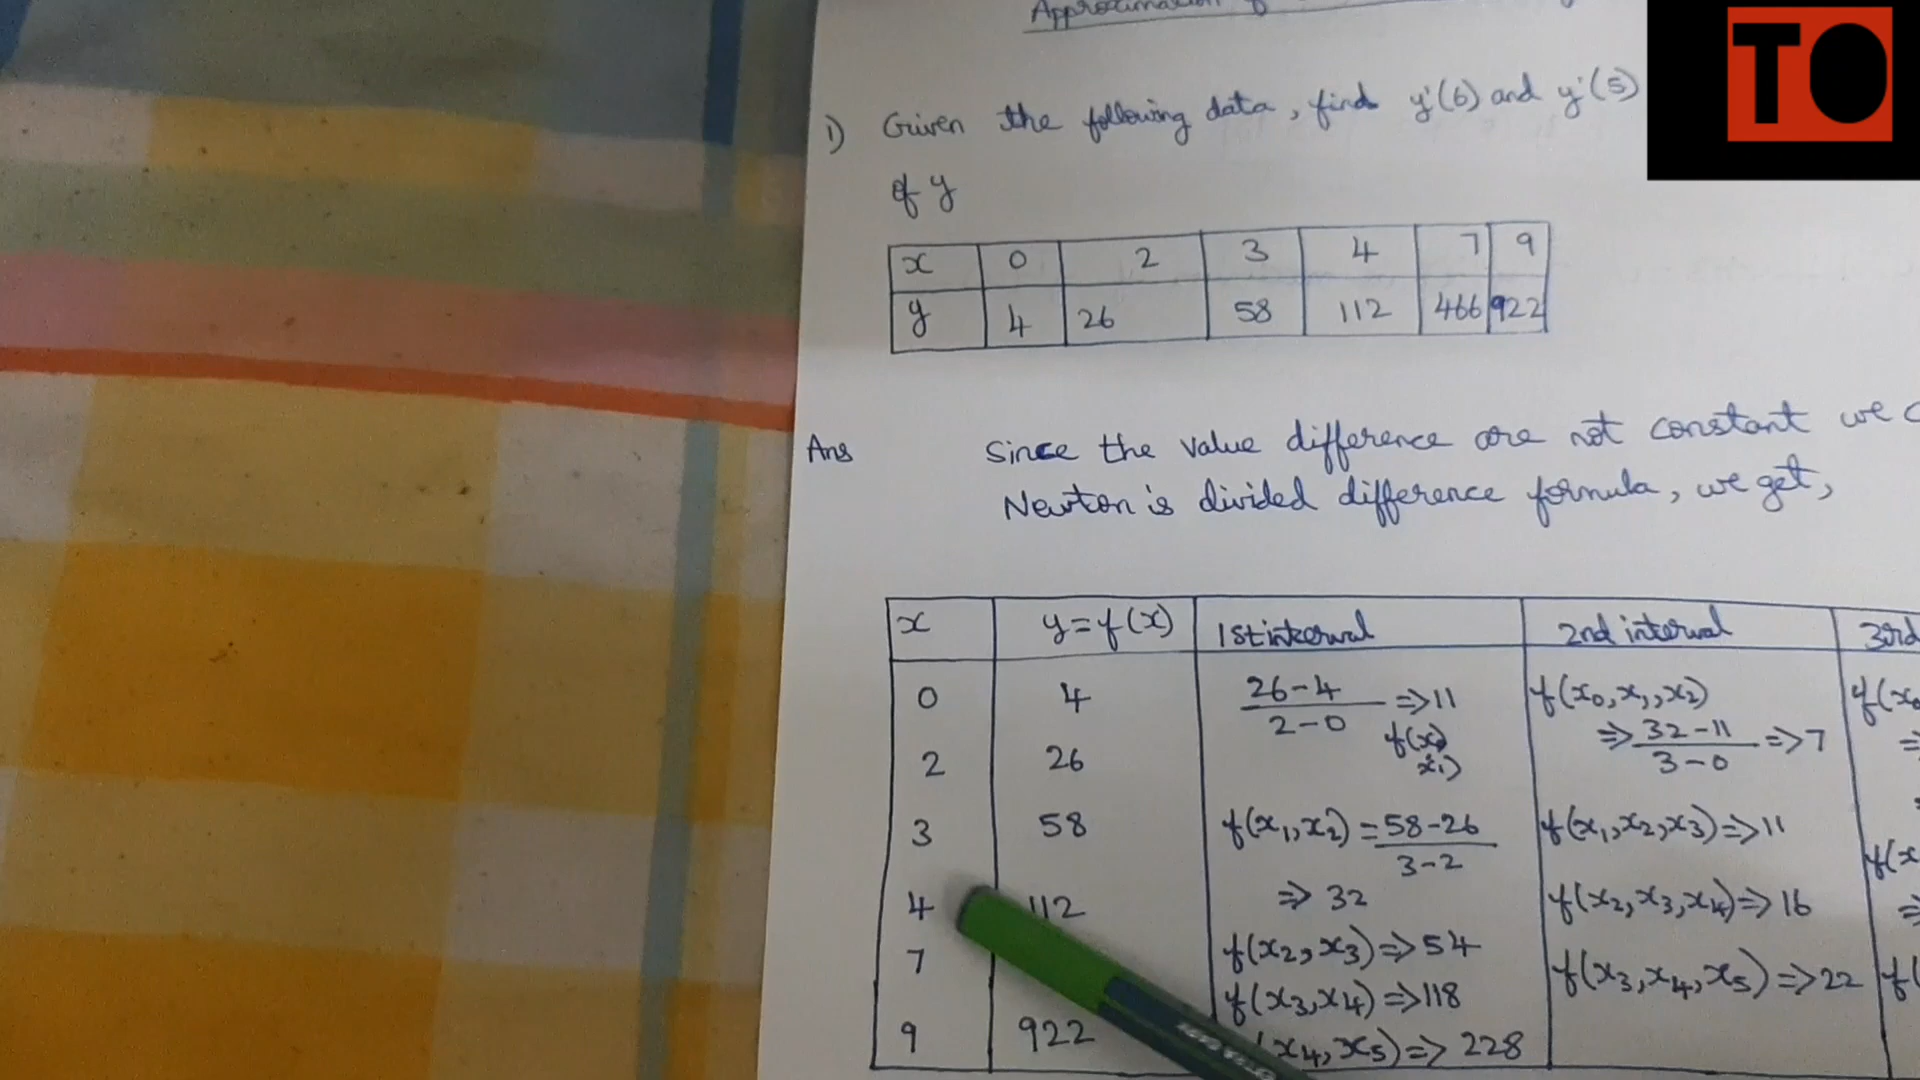 TO
Approximation of
1) Given the following data, find y'(6) and y'(5)
of y
x 0 2 3 4 7 9
y 4 26 58 112 466 922
Ans Since the value difference are not constant we
Newton is divided difference formula, we get,
x y=f(x) 1st interval 2nd interval 3rd
0 4 26-4/2-0 => 11 f(x0,x1,x2)
f(x0 x1) => 32-11/3-0 => 7
2 26
3 58 f(x1,x2) = 58-26/3-2 f(x1,x2,x3) => 11
4 112 => 32 f(x2,x3,x4) => 16
7 f(x2,x3) => 54 f(x3,x4,x5) => 22
f(x3,x4) => 118
9 922 (x4,x5) => 228